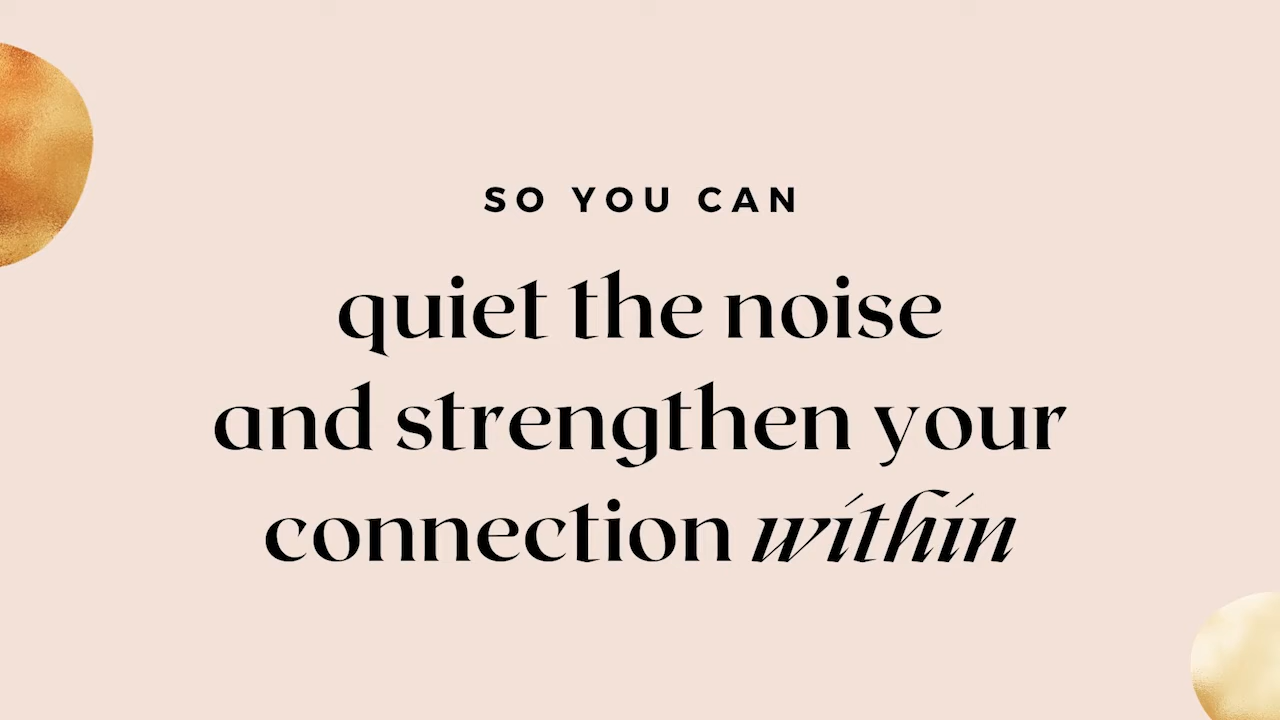 SO YOU CAN
quiet the noise
and strengthen your
connection within